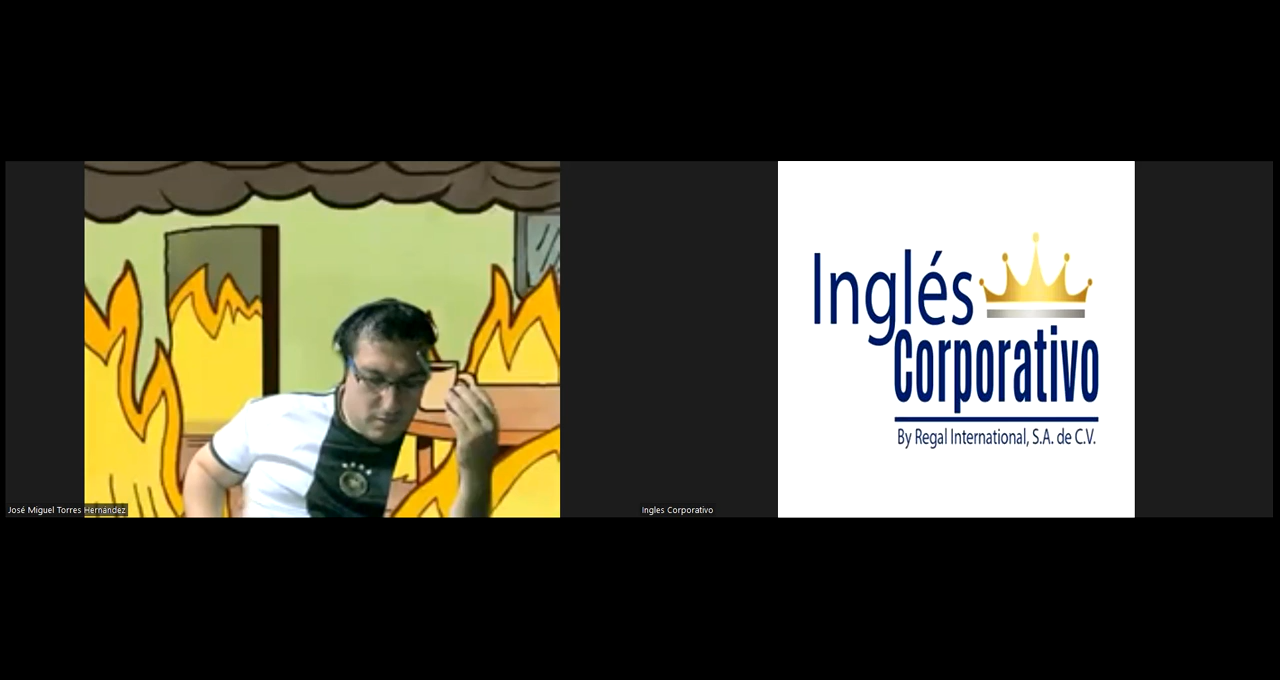 Inglés
Corporativo
By Regal International, S.A. de C.V.
José Miguel Torres Hernández
Ingles Corporativo